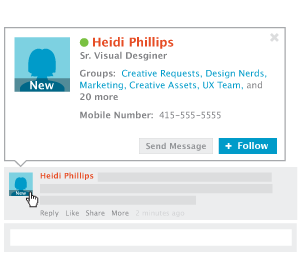 Heidi Phillips
Sr. Visual Desginer
Groups: Creative Requests, Design Nerds,
Marketing, Creative Assets, UX Team, and
20 more
New
Mobile Number: 415-555-5555
Send Message
+ Follow
Heidi Phillips
New
Reply Like Share More 2 minutes ago